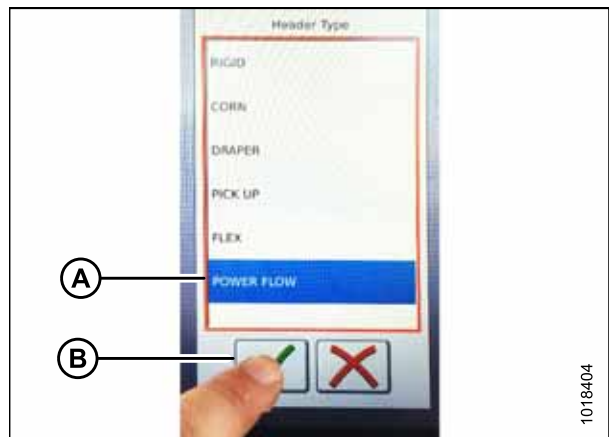 Header Type
RIGID
CORN
DRAPER
PICK UP
FLEX
A
POWER FLOW
B
1018404